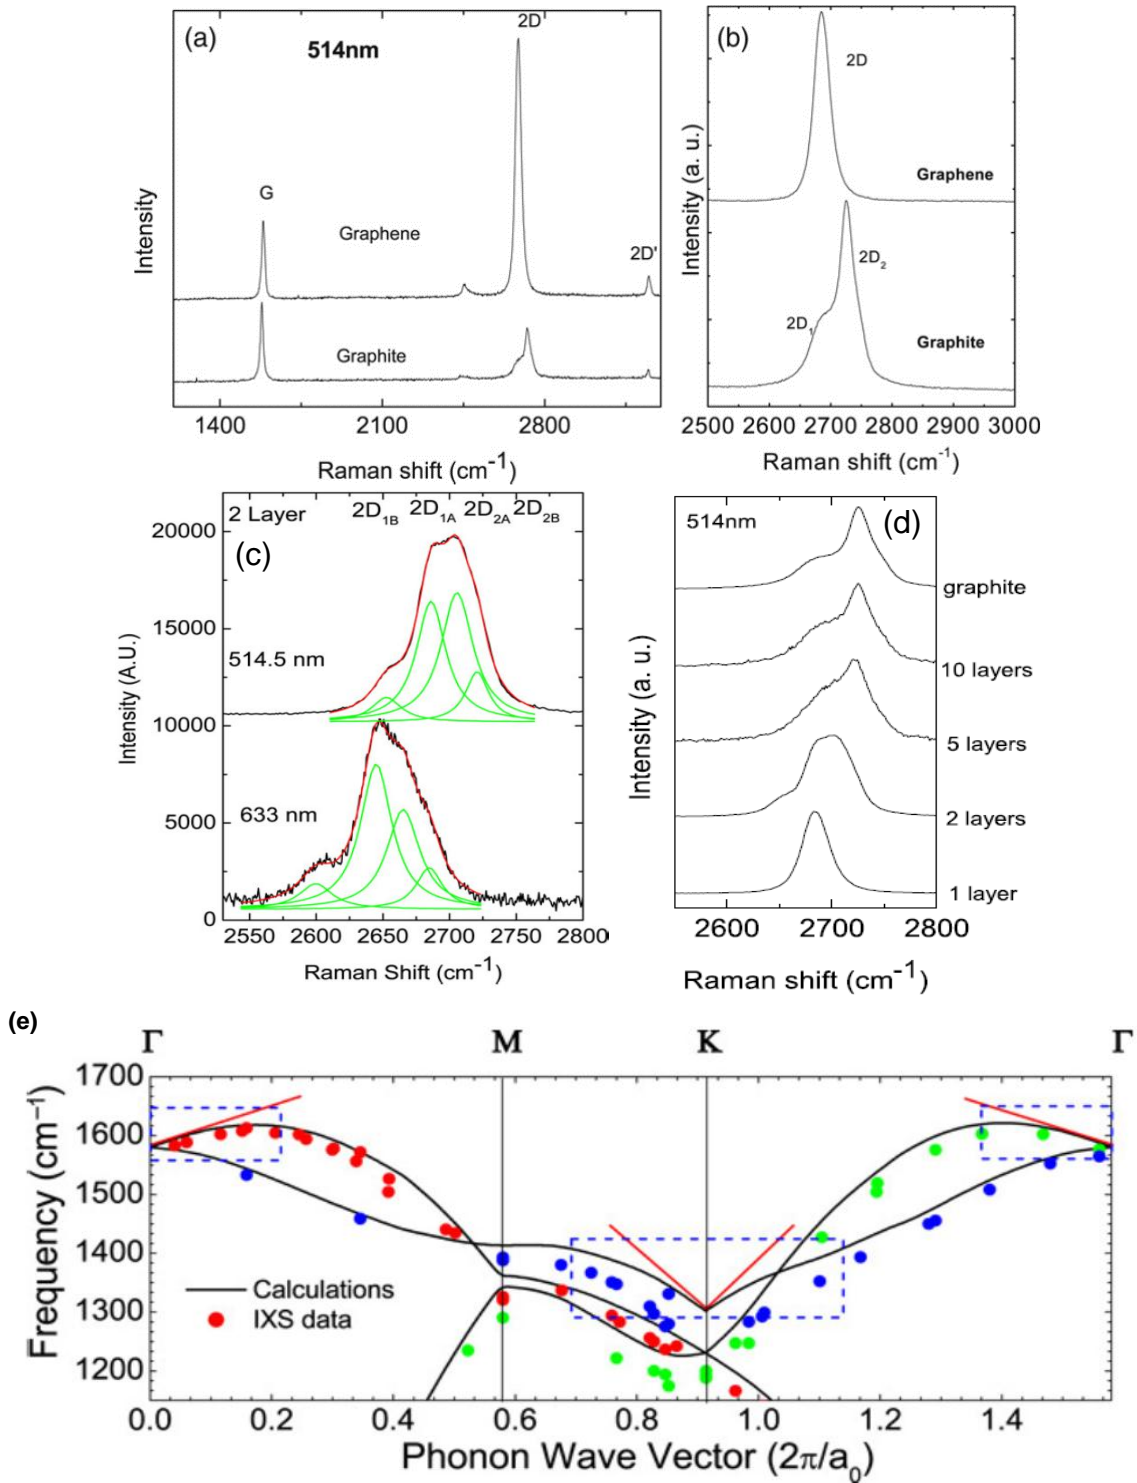 (a)
514nm
2D
G
Graphene
2D'
Graphite
Intensity
1400 2100 2800
Raman shift (cm⁻¹)
(b)
2D
Graphene
2D₂
2D₁
Graphite
Intensity (a. u.)
2500 2600 2700 2800 2900 3000
Raman shift (cm⁻¹)
2 Layer
2D₁B 2D₁A 2D₂A 2D₂B
(c)
514.5 nm
633 nm
20000
15000
10000
5000
0
Intensity (A.U.)
2550 2600 2650 2700 2750 2800
Raman Shift (cm⁻¹)
514nm
(d)
graphite
10 layers
5 layers
2 layers
1 layer
Intensity (a. u.)
2600 2700 2800
Raman shift (cm⁻¹)
(e)
Γ M K Γ
1700
1600
1500
1400
1300
1200
Frequency (cm⁻¹)
Calculations
IXS data
0.0 0.2 0.4 0.6 0.8 1.0 1.2 1.4
Phonon Wave Vector (2π/a₀)